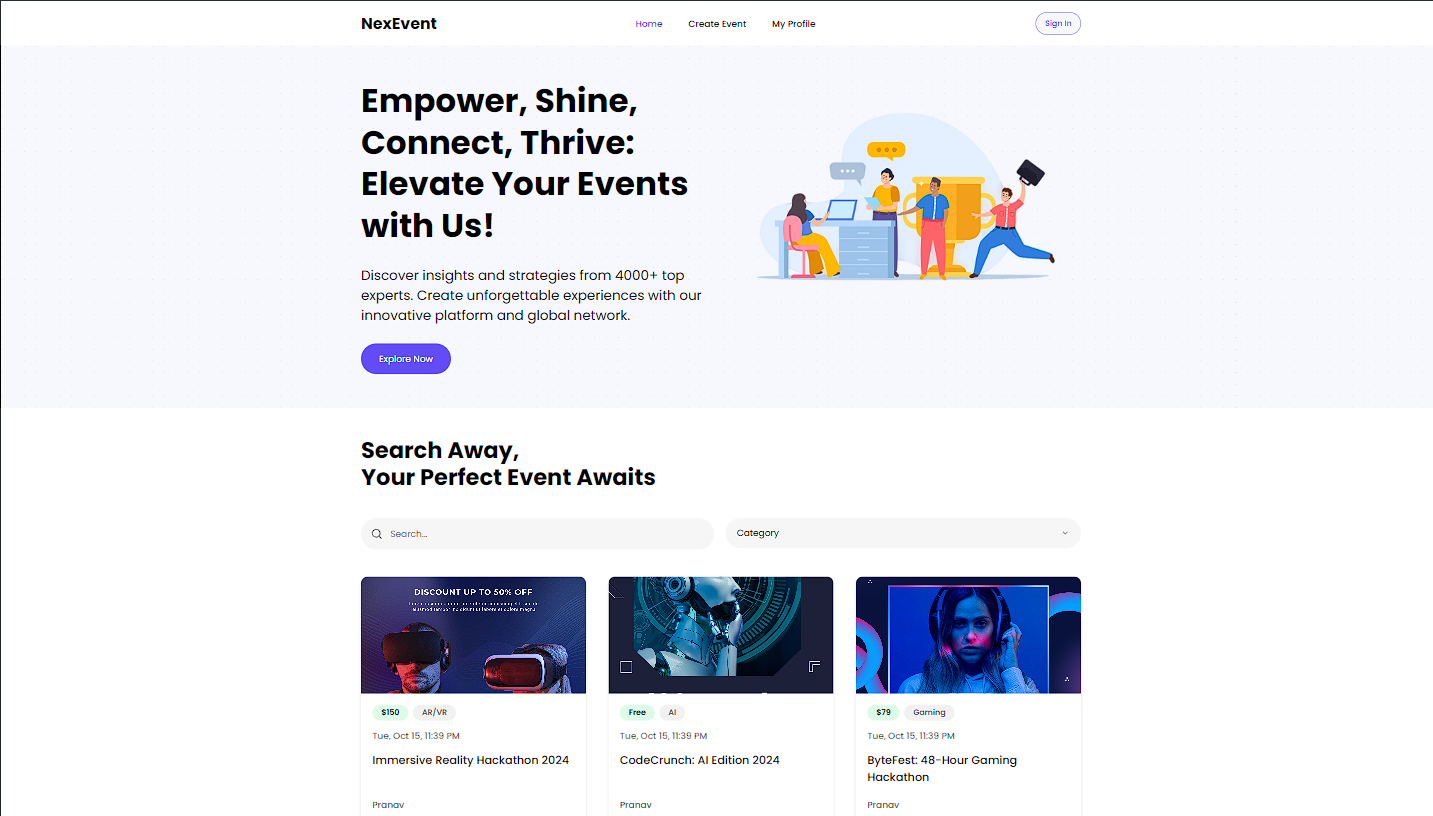 NexEvent
Home
Create Event
My Profile
Sign In
Empower, Shine,
Connect, Thrive:
Elevate Your Events
with Us!
Discover insights and strategies from 4000+ top
experts. Create unforgettable experiences with our
innovative platform and global network.
Explore Now
Search Away,
Your Perfect Event Awaits
Search...
Category
DISCOUNT UP TO 50% OFF
$150
AR/VR
Tue, Oct 15, 11:39 PM
Immersive Reality Hackathon 2024
Pranav
Free
AI
Tue, Oct 15, 11:39 PM
CodeCrunch: AI Edition 2024
Pranav
$79
Gaming
Tue, Oct 15, 11:39 PM
ByteFest: 48-Hour Gaming
Hackathon
Pranav